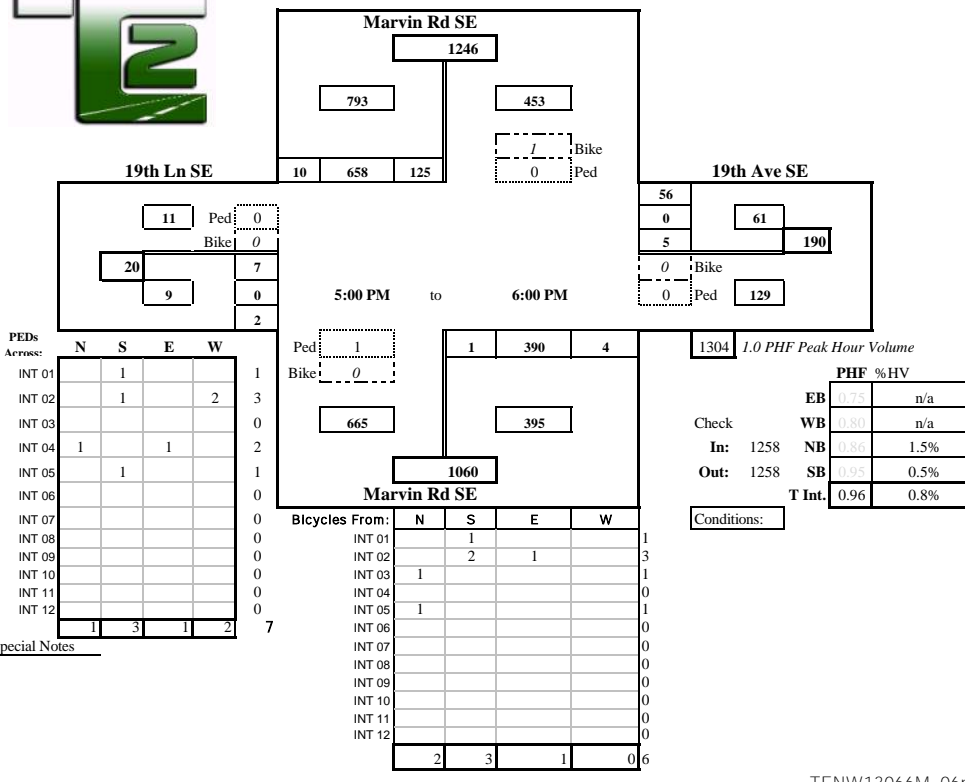 Marvin Rd SE
1246
793 453
1 Bike
19th Ln SE 10 658 125 0 Ped 19th Ave SE
56
11 Ped 0 0 61
Bike 0 5 190
20 7 0 Bike
9 0 5:00 PM to 6:00 PM 0 Ped 129
2
PEDs
Across: N S E W Ped 1 1 390 4 1304 1.0 PHF Peak Hour Volume
INT 01 1 1 Bike 0 PHF %HV
INT 02 1 2 3 EB 0.75 n/a
INT 03 0 665 395 Check WB 0.80 n/a
INT 04 1 1 2 In: 1258 NB 0.86 1.5%
INT 05 1 1 1060 Out: 1258 SB 0.95 0.5%
INT 06 0 Marvin Rd SE T Int. 0.96 0.8%
INT 07 0 Bicycles From: N S E W Conditions:
INT 08 0 INT 01 1 1
INT 09 0 INT 02 2 1 3
INT 10 0 INT 03 1 1
INT 11 0 INT 04 0
INT 12 0 INT 05 1 1
1 3 1 2 7 INT 06 0
pecial Notes INT 07 0
INT 08 0
INT 09 0
INT 10 0
INT 11 0
INT 12 0
2 3 1 0 6